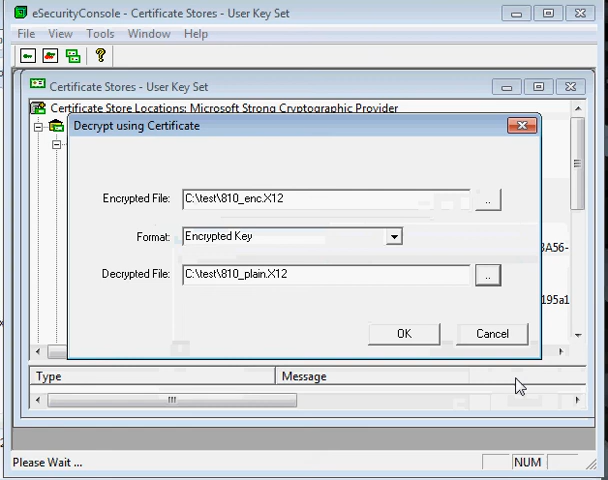 eSecurityConsole - Certificate Stores - User Key Set
File View Tools Window Help
Certificate Stores - User Key Set
Certificate Store Locations: Microsoft Strong Cryptographic Provider
Decrypt using Certificate
Encrypted File: C:\test\810_enc.X12 ..
Format: Encrypted Key
3A56-
Decrypted File: C:\test\810_plain.X12 ..
195a1
OK Cancel
Type Message
Please Wait ... NUM